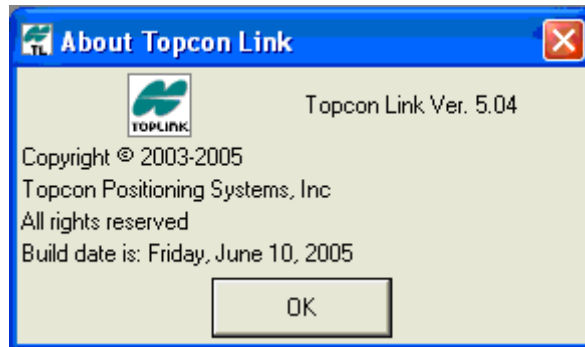 TL About Topcon Link
TOPLINK
Topcon Link Ver. 5.04
Copyright © 2003-2005
Topcon Positioning Systems, Inc
All rights reserved
Build date is: Friday, June 10, 2005
OK